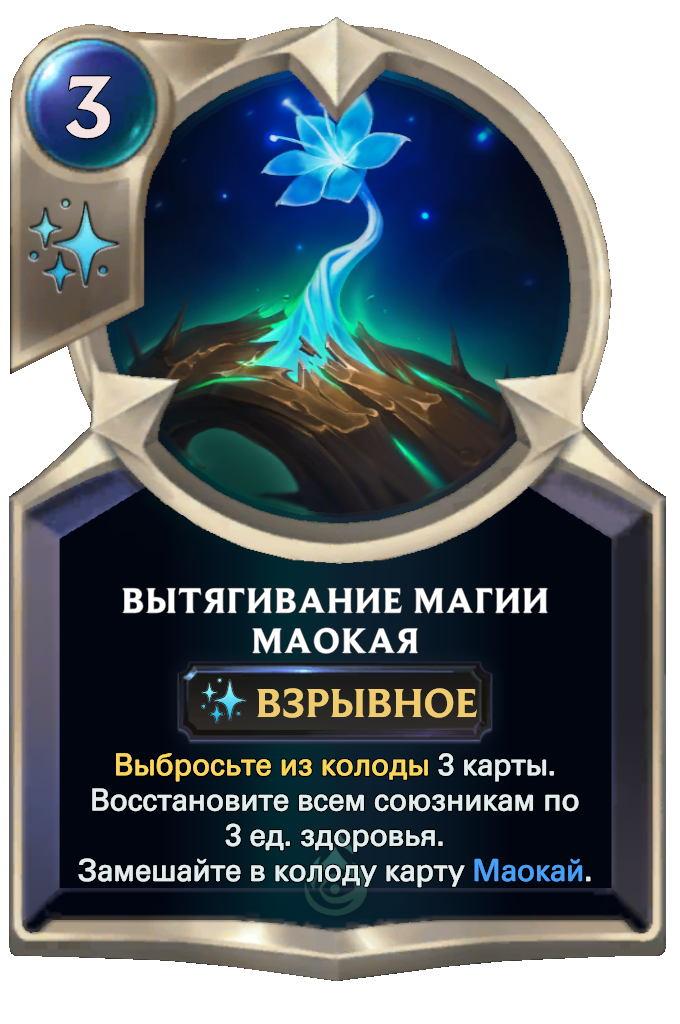 3
ВЫТЯГИВАНИЕ МАГИИ
МАОКАЯ
ВЗРЫВНОЕ
Выбросьте из колоды 3 карты.
Восстановите всем союзникам по
3 ед. здоровья.
Замешайте в колоду карту Маокай.